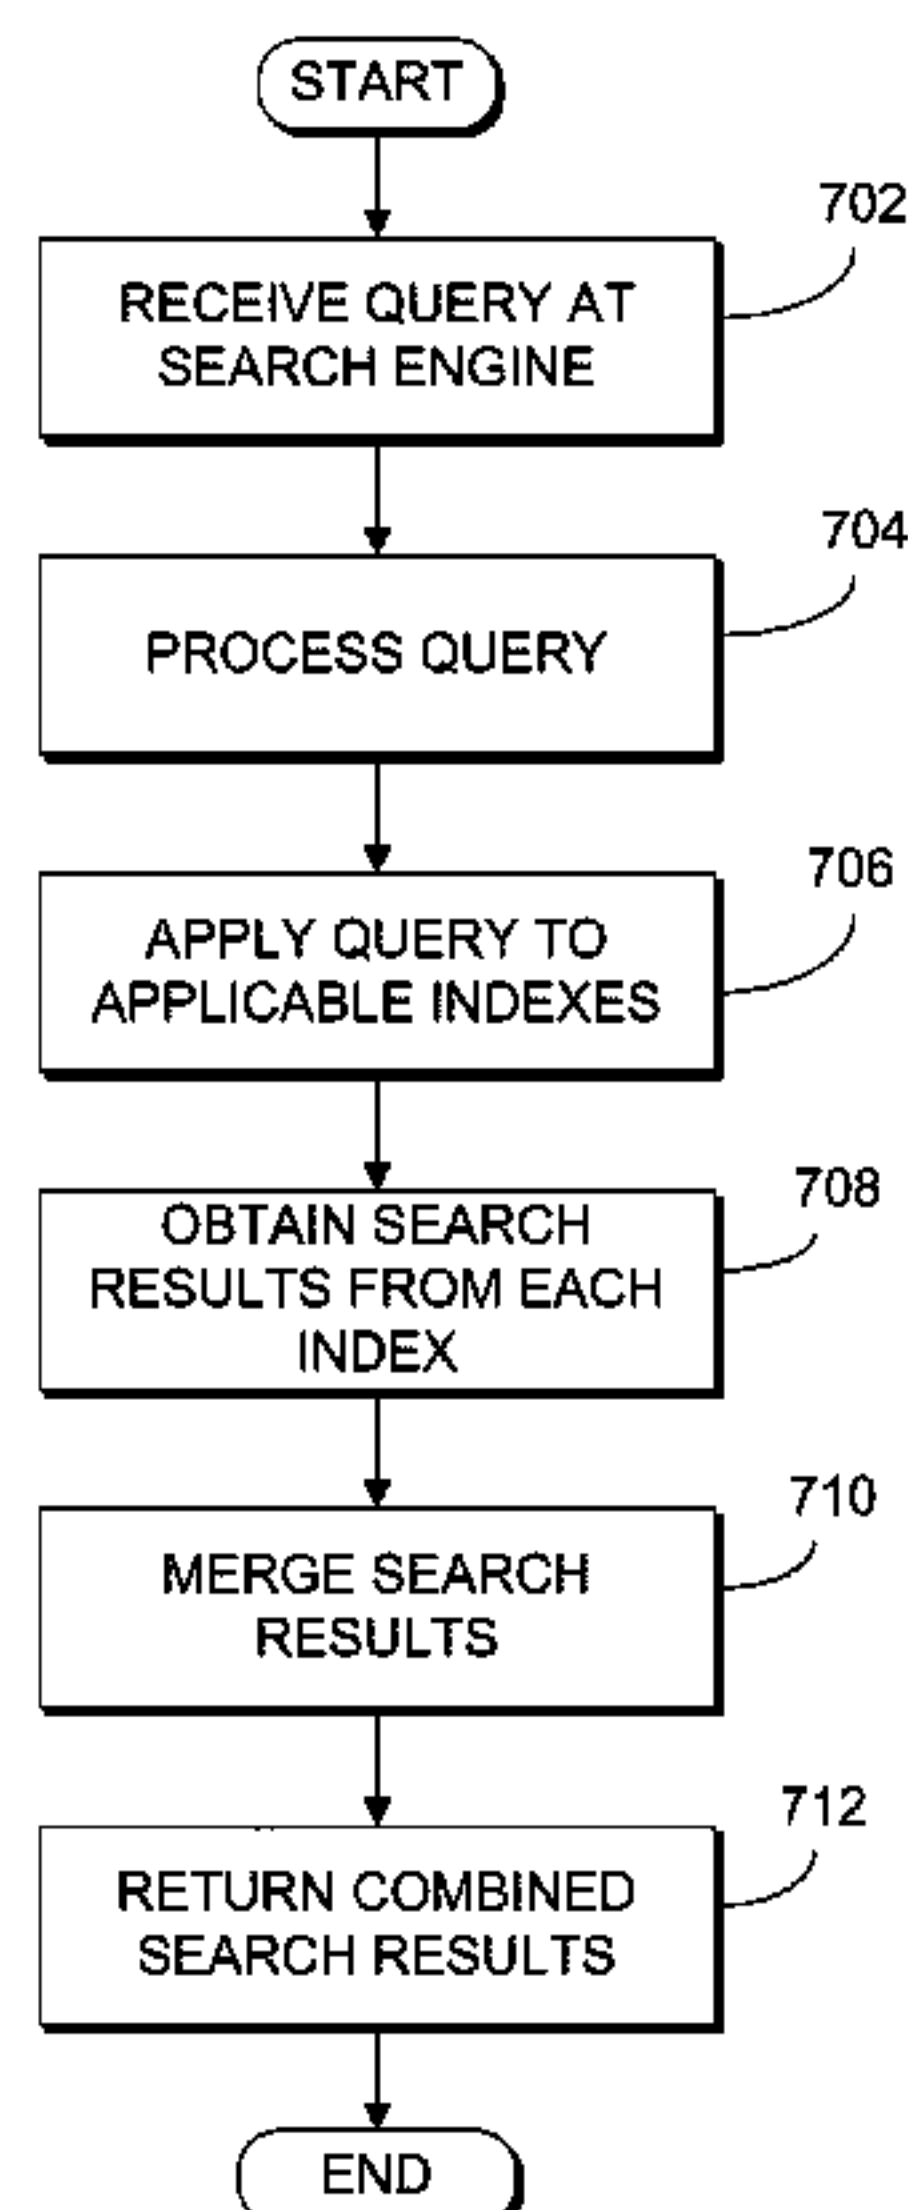 START
702
RECEIVE QUERY AT
SEARCH ENGINE
704
PROCESS QUERY
706
APPLY QUERY TO
APPLICABLE INDEXES
708
OBTAIN SEARCH
RESULTS FROM EACH
INDEX
710
MERGE SEARCH
RESULTS
712
RETURN COMBINED
SEARCH RESULTS
END